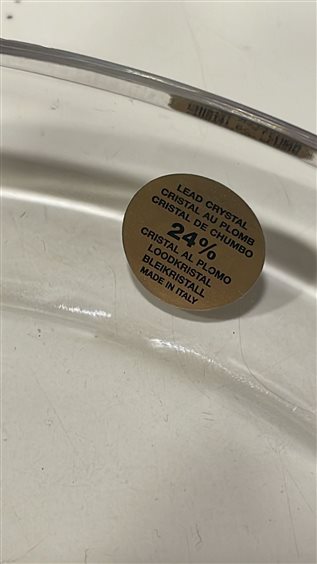 LEAD CRYSTAL
CRISTAL AU PLOMB
CRISTAL DE CHUMBO
24%
CRISTAL AL PLOMO
LOODKRISTAL
BLEIKRISTALL
MADE IN ITALY